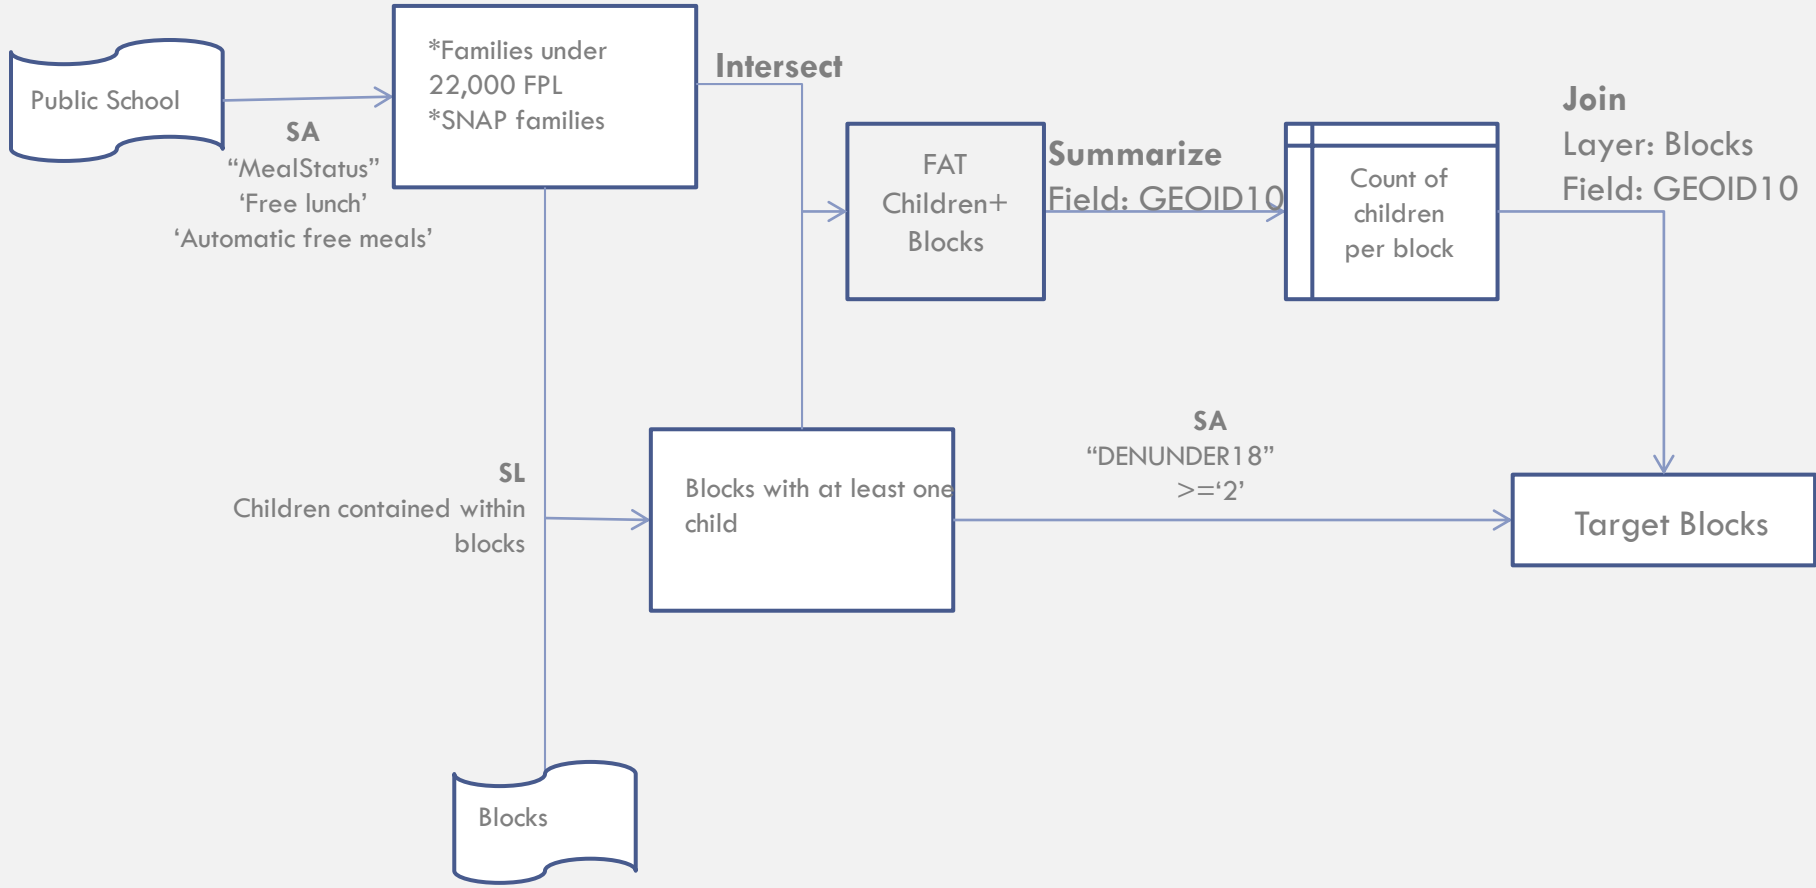 Public School
SA
“MealStatus”
‘Free lunch’
‘Automatic free meals’
*Families under
22,000 FPL
*SNAP families
Intersect
FAT
Children+
Blocks
Summarize
Field: GEOID10
Count of
children
per block
Join
Layer: Blocks
Field: GEOID10
SL
Children contained within
blocks
Blocks with at least one
child
SA
“DENUNDER18”
>=‘2’
Target Blocks
Blocks